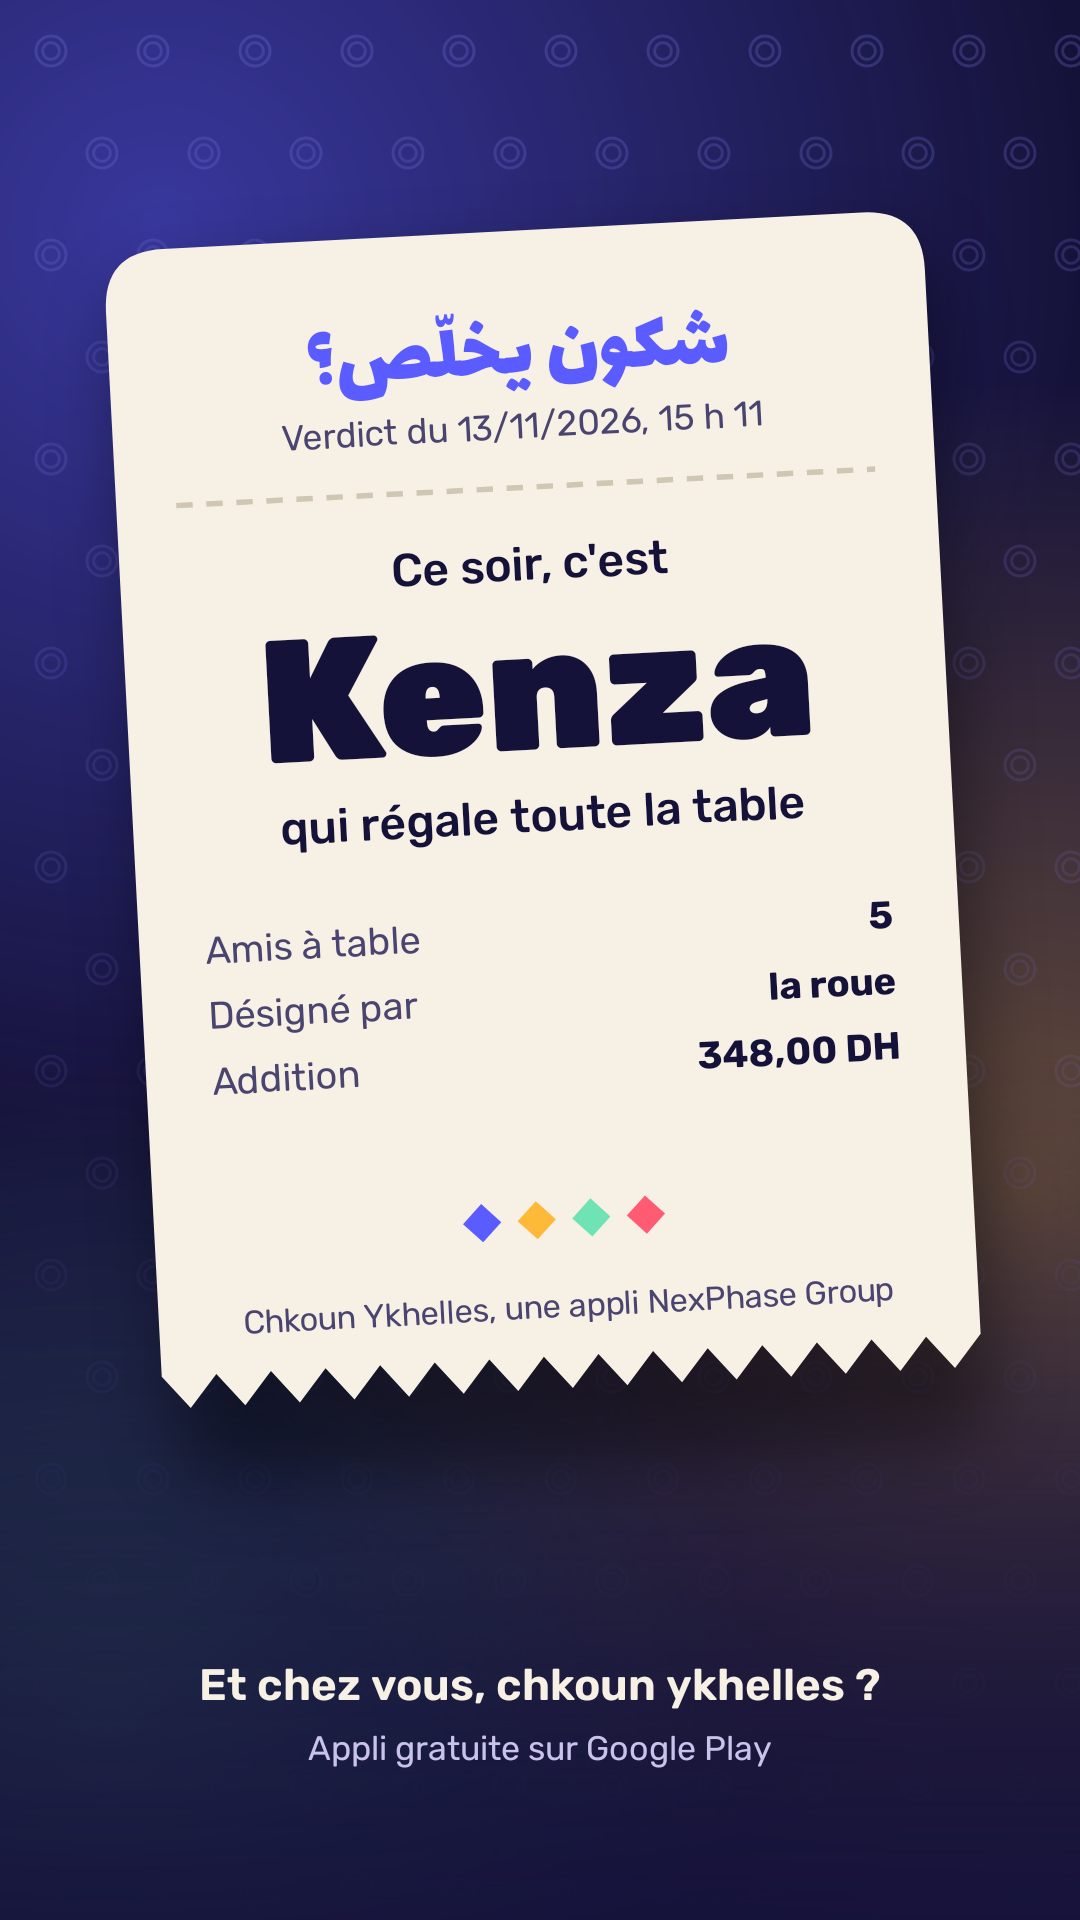 شكون يخلّص؟
Verdict du 13/11/2026, 15 h 11
Ce soir, c'est
Kenza
qui régale toute la table
Amis à table 5
Désigné par la roue
Addition 348,00 DH
Chkoun Ykhelles, une appli NexPhase Group
Et chez vous, chkoun ykhelles ?
Appli gratuite sur Google Play